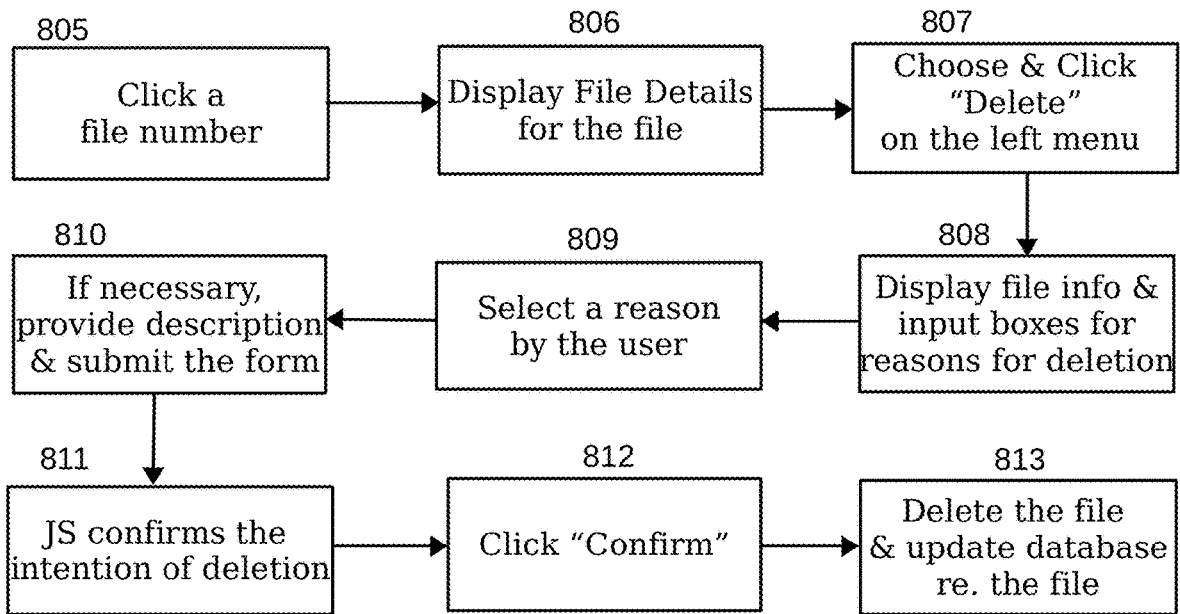 805
Click a
file number
806
Display File Details
for the file
807
Choose & Click
“Delete”
on the left menu
808
Display file info &
input boxes for
reasons for deletion
809
Select a reason
by the user
810
If necessary,
provide description
& submit the form
811
JS confirms the
intention of deletion
812
Click “Confirm”
813
Delete the file
& update database
re. the file